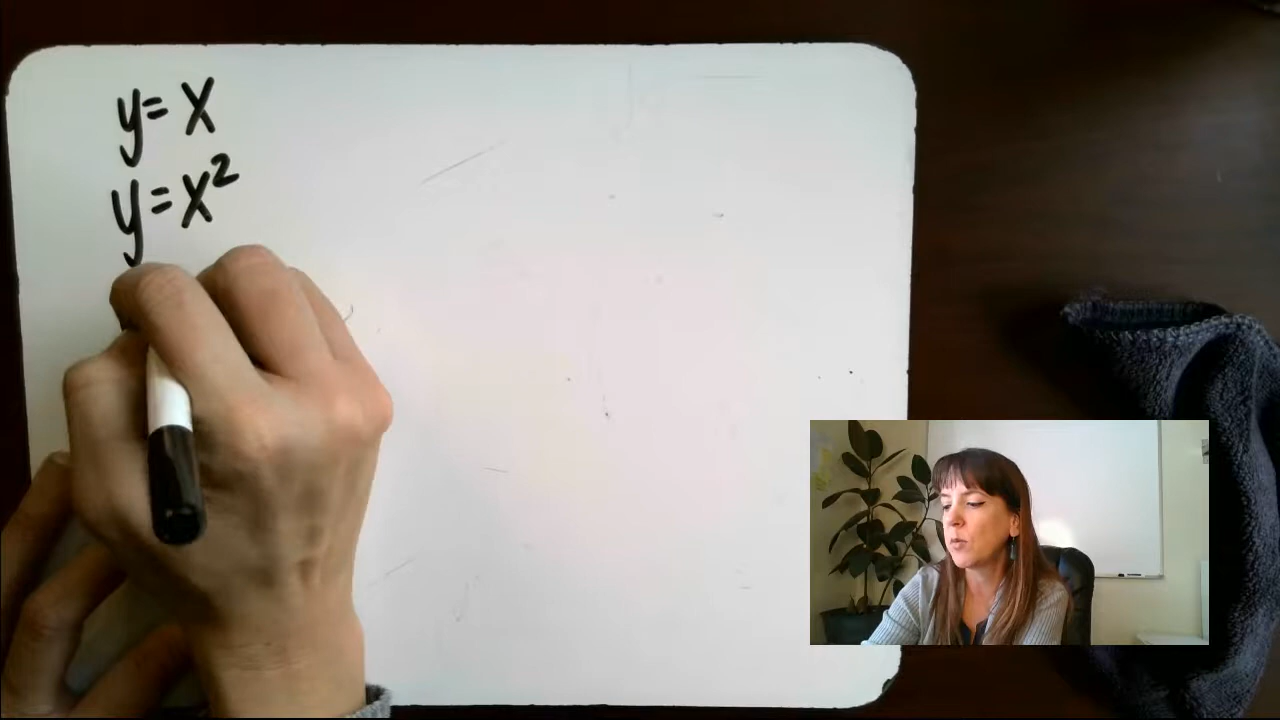 y = x
y = x²